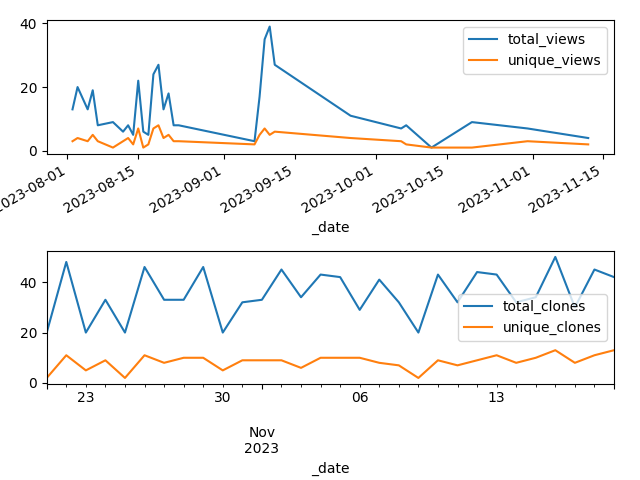 40
20
0
total_views
unique_views
2023-08-01
2023-08-15
2023-09-01
2023-09-15
2023-10-01
2023-10-15
2023-11-01
2023-11-15
_date
40
20
0
total_clones
unique_clones
23
30
06
13
Nov
2023
_date